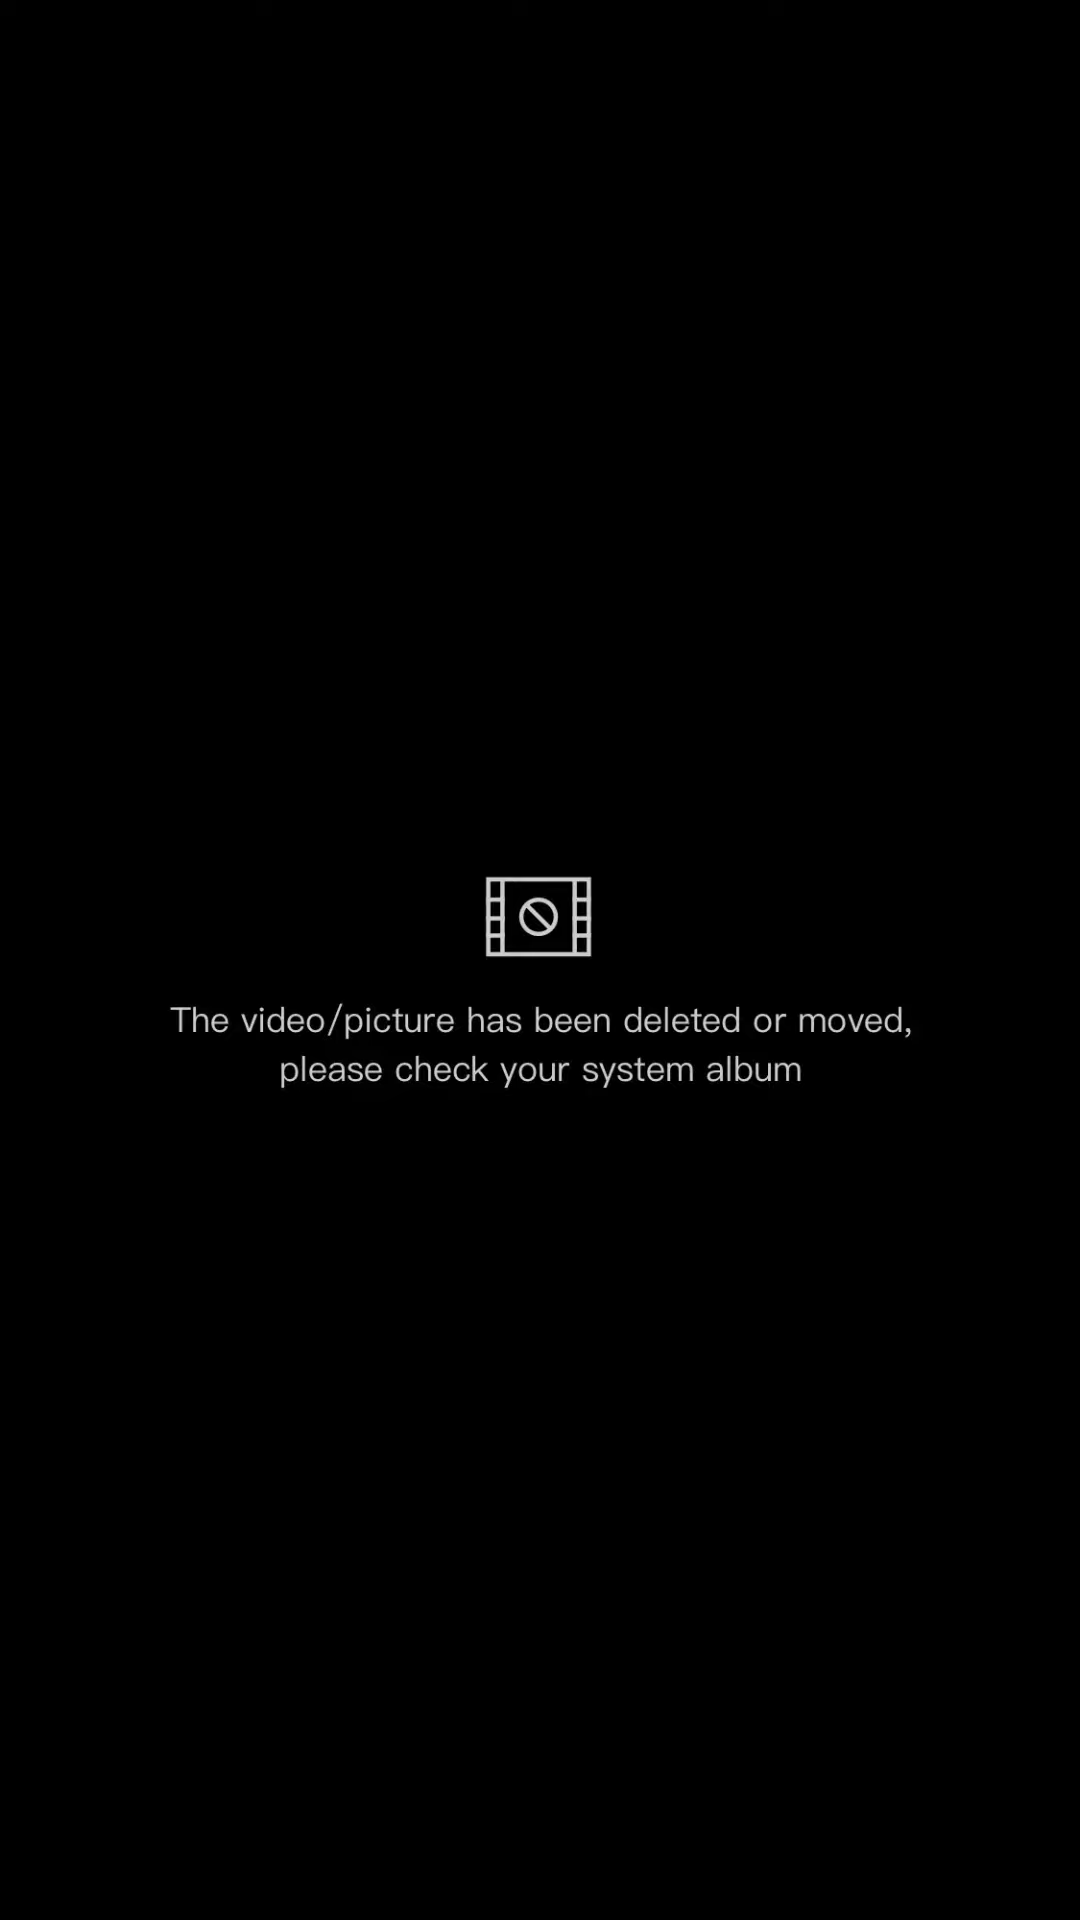 The video/picture has been deleted or moved,
please check your system album